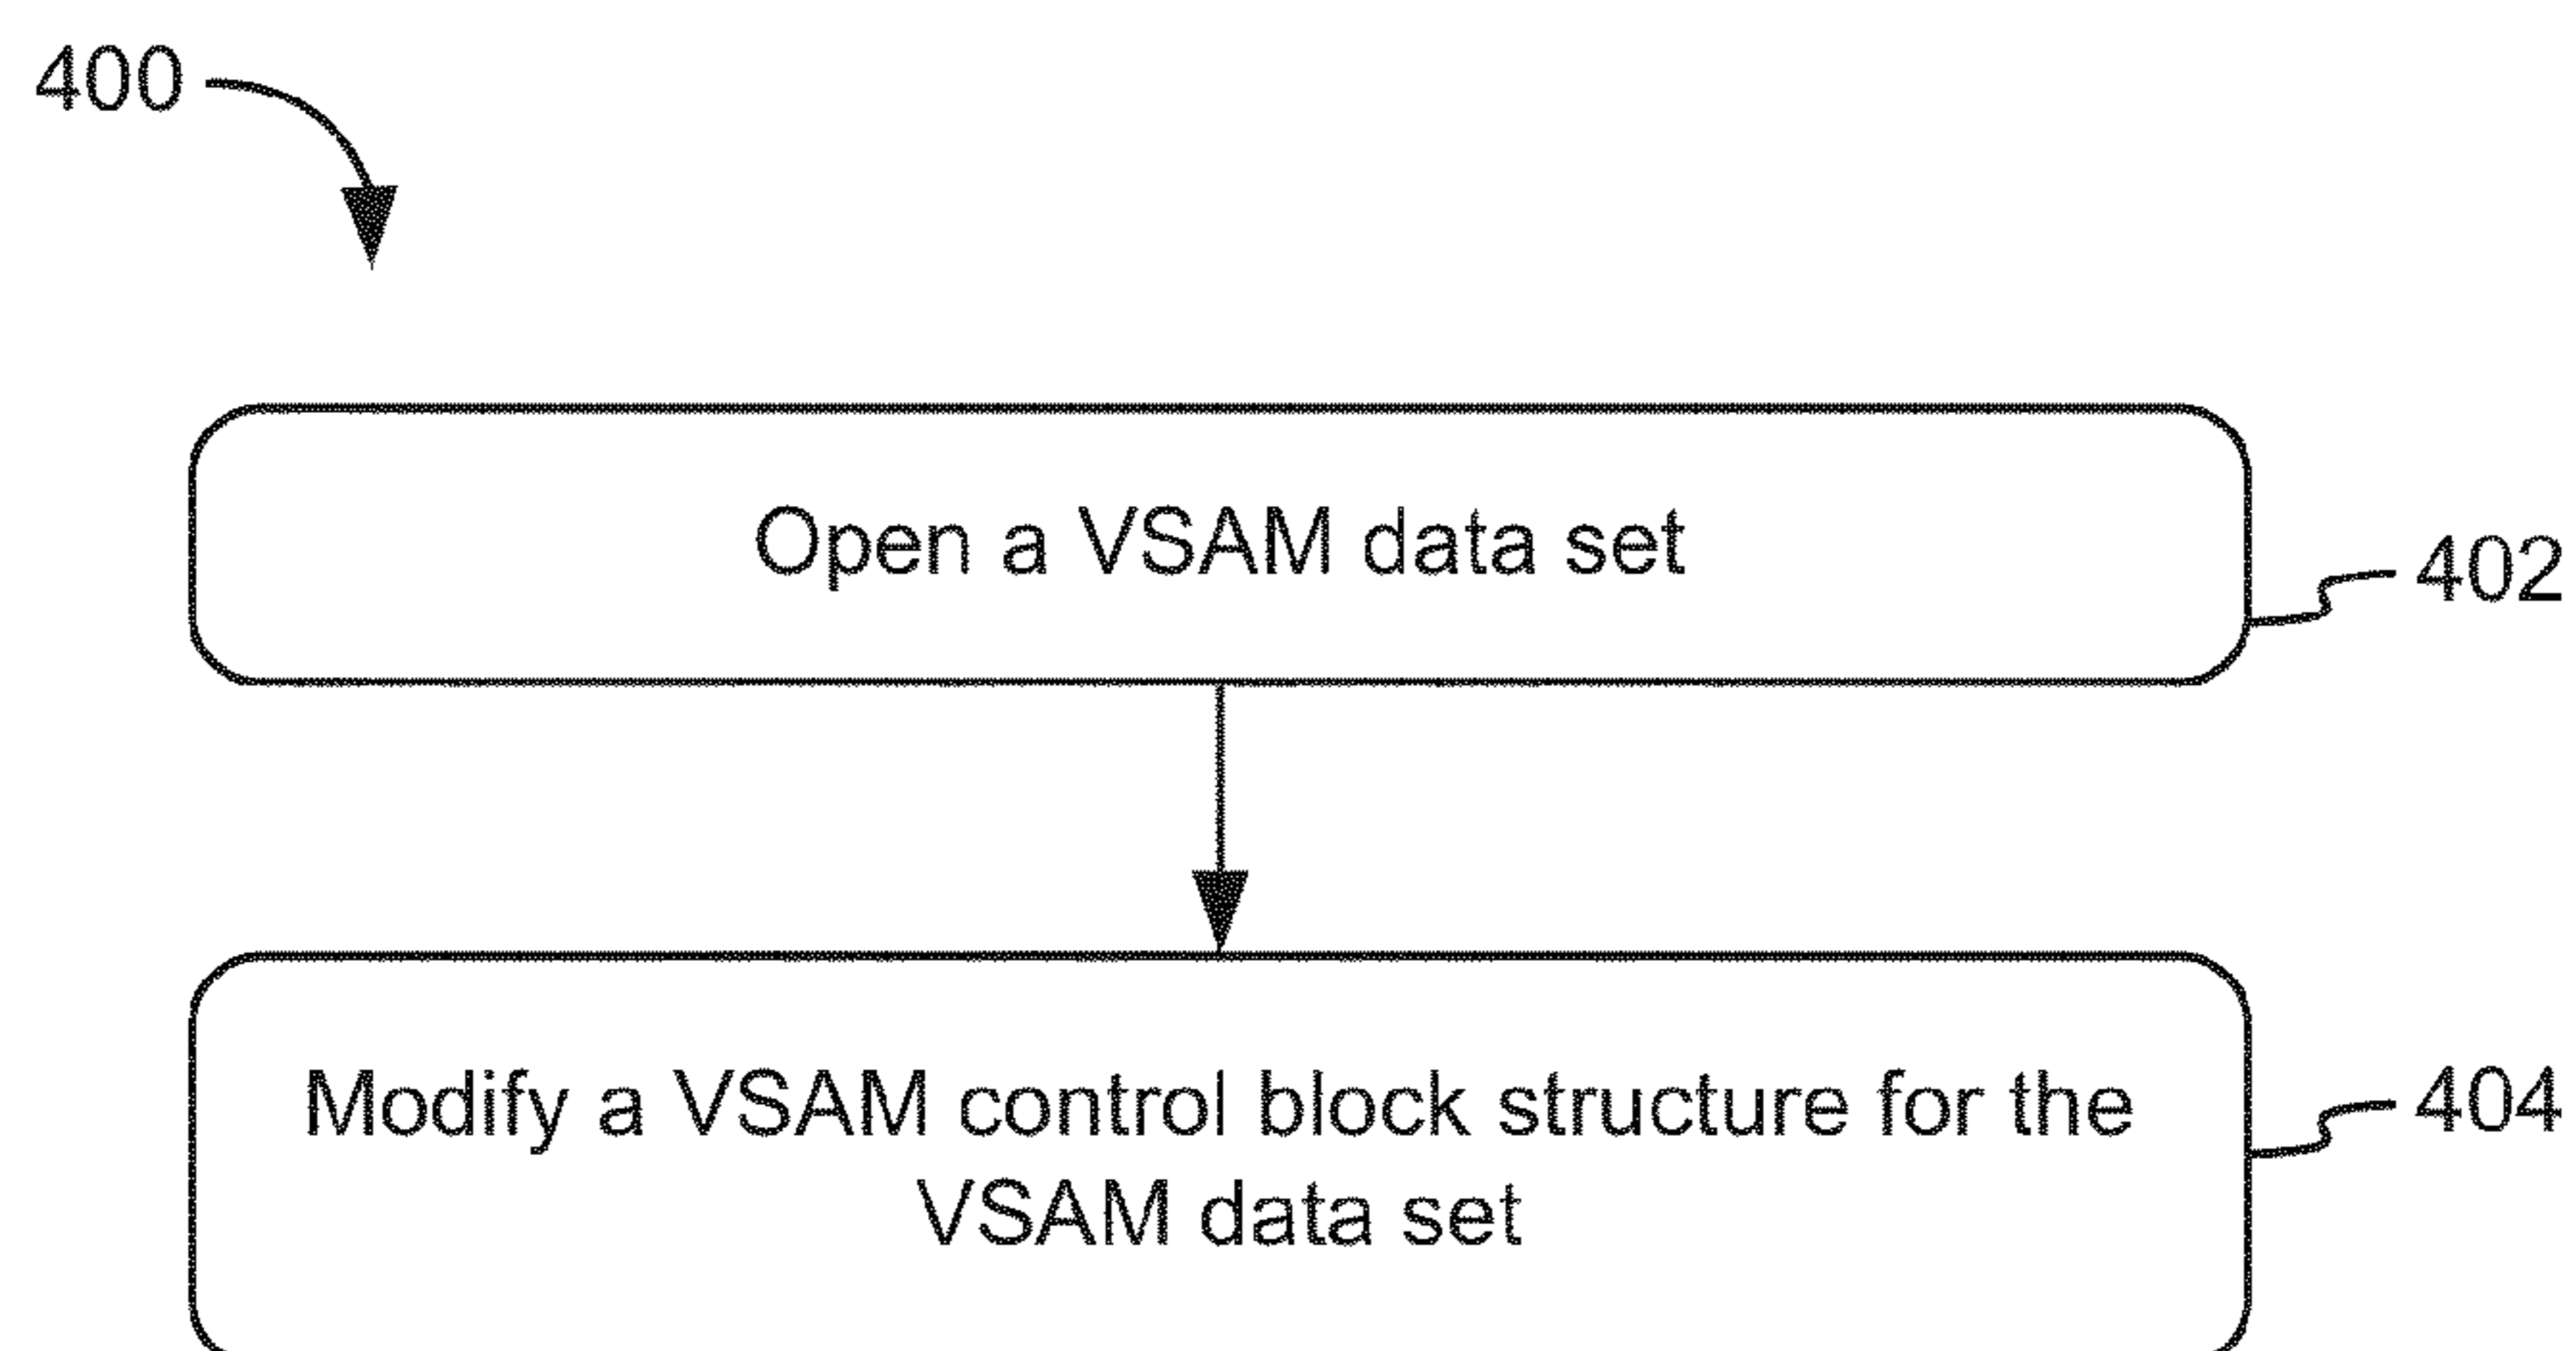 400
Open a VSAM data set
402
Modify a VSAM control block structure for the
VSAM data set
404